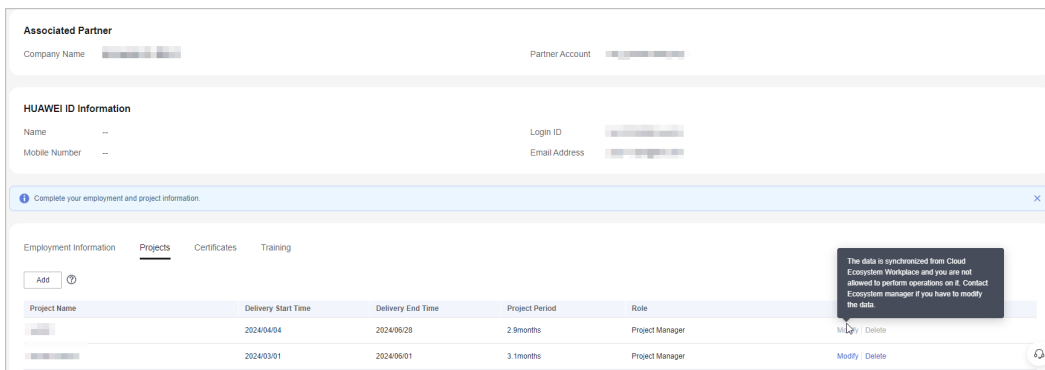 Associated Partner
Company Name Partner Account
HUAWEI ID Information
Name -- Login ID
Mobile Number -- Email Address
Complete your employment and project information.
Employment Information Projects Certificates Training
The data is synchronized from Cloud
Ecosystem Workplace and you are not
allowed to perform operations on it. Contact
Ecosystem manager if you have to modify
the data.
Add
Project Name Delivery Start Time Delivery End Time Project Period Role
2024/04/04 2024/06/28 2.9months Project Manager Modify Delete
2024/03/01 2024/06/01 3.1months Project Manager Modify Delete